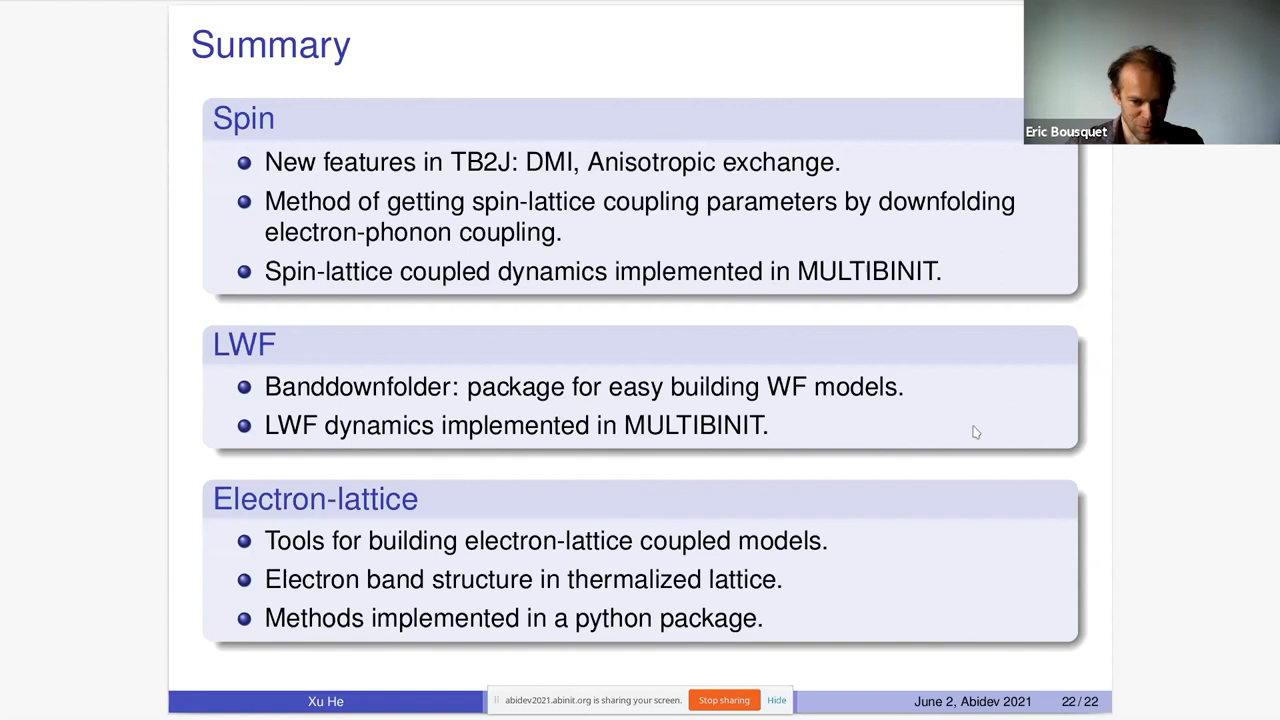 Summary
Eric Bousquet
Spin
New features in TB2J: DMI, Anisotropic exchange.
Method of getting spin-lattice coupling parameters by downfolding
electron-phonon coupling.
Spin-lattice coupled dynamics implemented in MULTIBINIT.
LWF
Banddownfolder: package for easy building WF models.
LWF dynamics implemented in MULTIBINIT.
Electron-lattice
Tools for building electron-lattice coupled models.
Electron band structure in thermalized lattice.
Methods implemented in a python package.
Xu He
abidev2021.abinit.org is sharing your screen.
Stop sharing
Hide
June 2, Abidev 2021
22 / 22